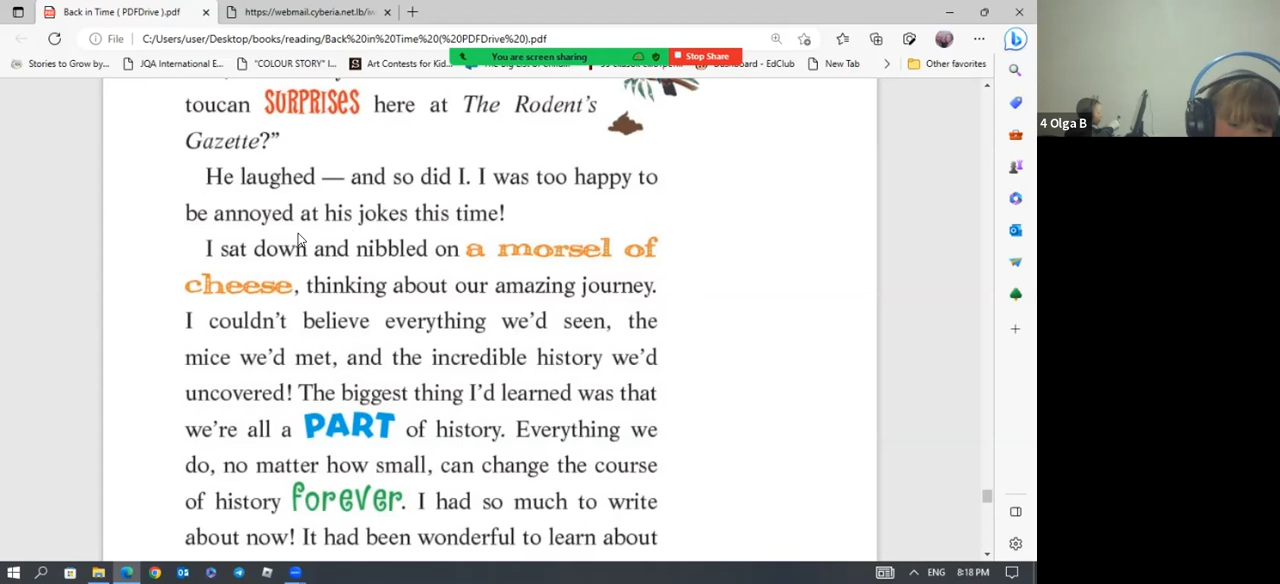 Back in Time ( PDFDrive ).pdf
https://webmail.cyberia.net.lb/iw
File
C:/Users/user/Desktop/books/reading/Back%20in%20Time%20(%20PDFDrive%20).pdf
You are screen sharing
Stop Share
Stories to Grow by...
JQA International E...
"COLOUR STORY" I...
Art Contests for Kid...
Dashboard - EdClub
New Tab
Other favorites
4 Olga B
toucan SURPRISES here at The Rodent's
Gazette?"
He laughed — and so did I. I was too happy to
be annoyed at his jokes this time!
I sat down and nibbled on a morsel of
cheese, thinking about our amazing journey.
I couldn't believe everything we'd seen, the
mice we'd met, and the incredible history we'd
uncovered! The biggest thing I'd learned was that
we're all a PART of history. Everything we
do, no matter how small, can change the course
of history forever. I had so much to write
about now! It had been wonderful to learn about
ENG
8:18 PM